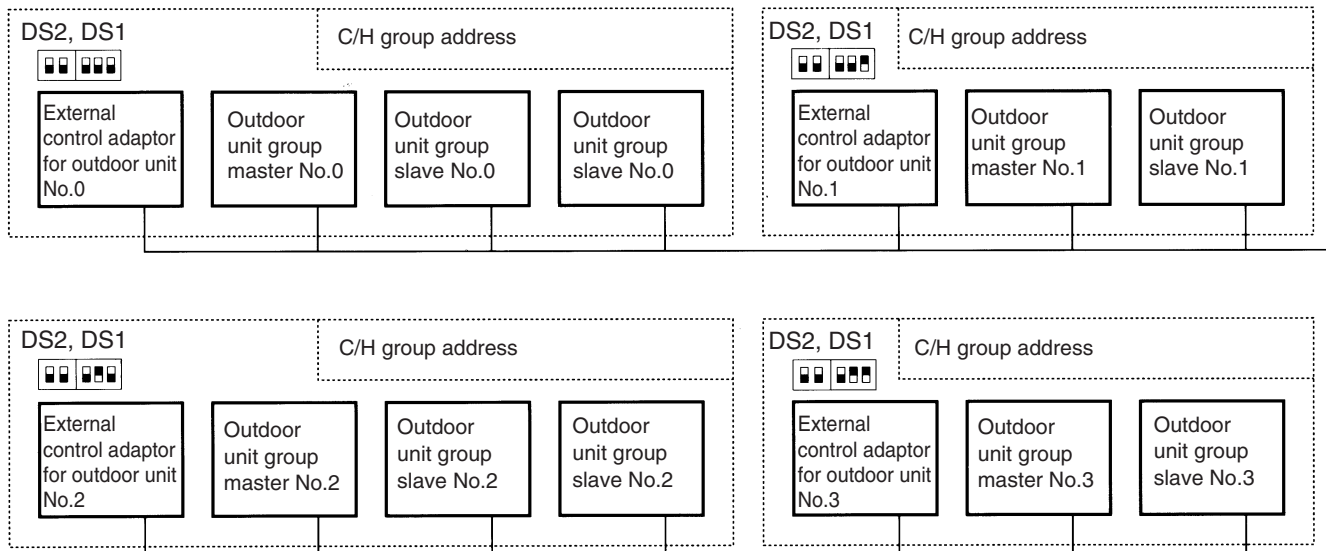 DS2, DS1
C/H group address
External
control adaptor
for outdoor unit
No.0
Outdoor
unit group
master No.0
Outdoor
unit group
slave No.0
Outdoor
unit group
slave No.0
DS2, DS1
C/H group address
External
control adaptor
for outdoor unit
No.1
Outdoor
unit group
master No.1
Outdoor
unit group
slave No.1
DS2, DS1
C/H group address
External
control adaptor
for outdoor unit
No.2
Outdoor
unit group
master No.2
Outdoor
unit group
slave No.2
Outdoor
unit group
slave No.2
DS2, DS1
C/H group address
External
control adaptor
for outdoor unit
No.3
Outdoor
unit group
master No.3
Outdoor
unit group
slave No.3